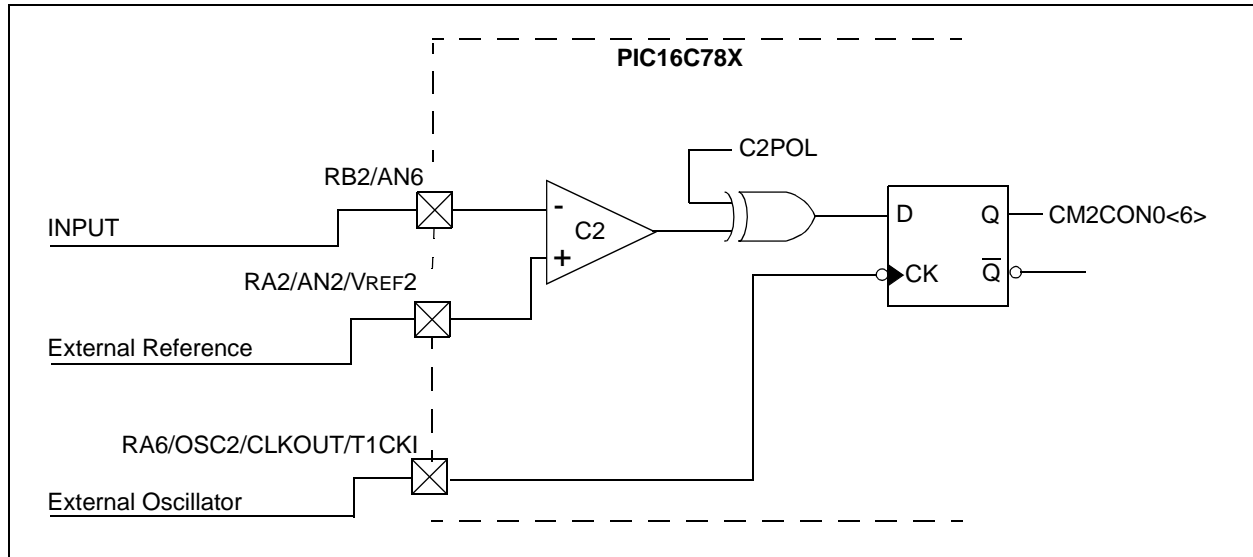 PIC16C78X
C2POL
RB2/AN6
INPUT
-
C2
+
D
Q
CM2CON0<6>
CK
Q̅
RA2/AN2/VREF2
External Reference
RA6/OSC2/CLKOUT/T1CKI
External Oscillator